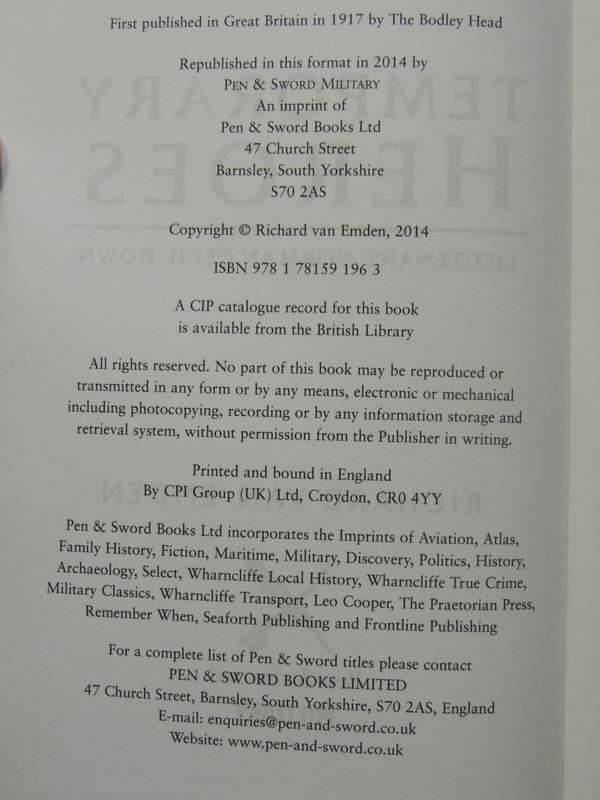 First published in Great Britain in 1917 by The Bodley Head
Republished in this format in 2014 by
PEN & SWORD MILITARY
An imprint of
Pen & Sword Books Ltd
47 Church Street
Barnsley, South Yorkshire
S70 2AS
Copyright © Richard van Emden, 2014
ISBN 978 1 78159 196 3
A CIP catalogue record for this book
is available from the British Library
All rights reserved. No part of this book may be reproduced or
transmitted in any form or by any means, electronic or mechanical
including photocopying, recording or by any information storage and
retrieval system, without permission from the Publisher in writing.
Printed and bound in England
By CPI Group (UK) Ltd, Croydon, CR0 4YY
Pen & Sword Books Ltd incorporates the Imprints of Aviation, Atlas,
Family History, Fiction, Maritime, Military, Discovery, Politics, History,
Archaeology, Select, Wharncliffe Local History, Wharncliffe True Crime,
Military Classics, Wharncliffe Transport, Leo Cooper, The Praetorian Press,
Remember When, Seaforth Publishing and Frontline Publishing
For a complete list of Pen & Sword titles please contact
PEN & SWORD BOOKS LIMITED
47 Church Street, Barnsley, South Yorkshire, S70 2AS, England
E-mail: enquiries@pen-and-sword.co.uk
Website: www.pen-and-sword.co.uk